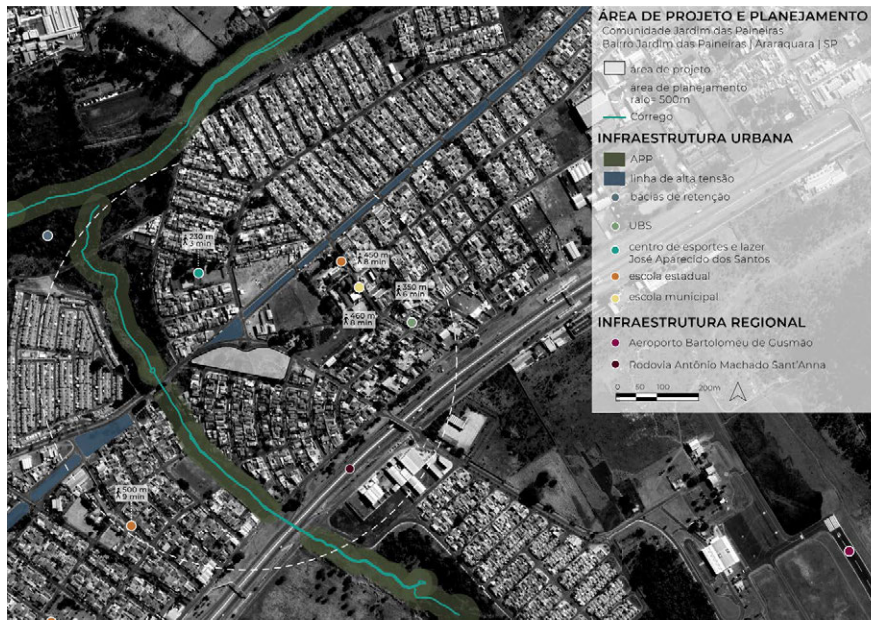 ÁREA DE PROJETO E PLANEJAMENTO
Comunidade Jardim das Paineiras
Bairro Jardim das Paineiras | Araraquara | SP
área de projeto
área de planejamento
raio= 500m
Córrego
INFRAESTRUTURA URBANA
APP
linha de alta tensão
bacias de retenção
UBS
centro de esportes e lazer
José Aparecido dos Santos
escola estadual
escola municipal
INFRAESTRUTURA REGIONAL
Aeroporto Bartoloméu de Gusmão
Rodovia Antônio Machado Sant'Anna
0 50 100 200m
230 m
3 min
450 m
8 min
350 m
6 min
460 m
8 min
500 m
9 min